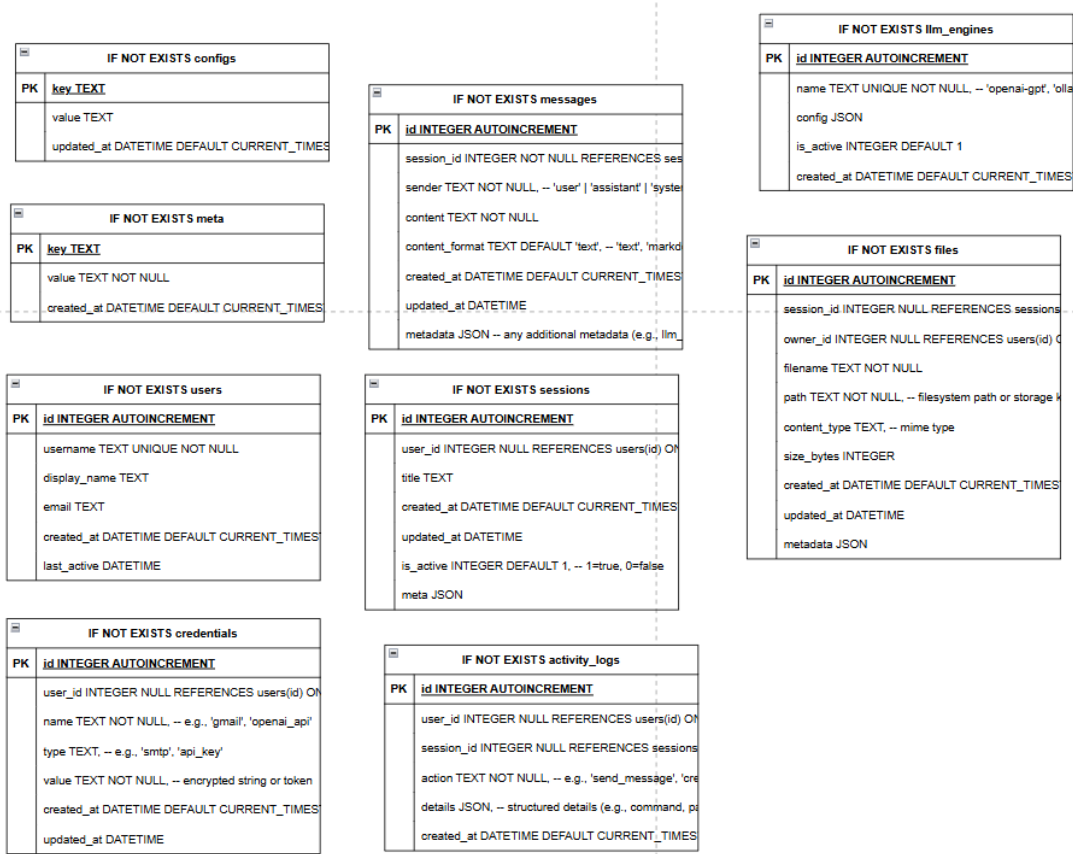 IF NOT EXISTS configs
PK key TEXT
value TEXT
updated_at DATETIME DEFAULT CURRENT_TIMES
IF NOT EXISTS meta
PK key TEXT
value TEXT NOT NULL
created_at DATETIME DEFAULT CURRENT_TIMES
IF NOT EXISTS users
PK id INTEGER AUTOINCREMENT
username TEXT UNIQUE NOT NULL
display_name TEXT
email TEXT
created_at DATETIME DEFAULT CURRENT_TIMES
last_active DATETIME
IF NOT EXISTS credentials
PK id INTEGER AUTOINCREMENT
user_id INTEGER NULL REFERENCES users(id) ON
name TEXT NOT NULL, -- e.g., 'gmail', 'openai_api'
type TEXT, -- e.g., 'smtp', 'api_key'
value TEXT NOT NULL, -- encrypted string or token
created_at DATETIME DEFAULT CURRENT_TIMES
updated_at DATETIME
IF NOT EXISTS messages
PK id INTEGER AUTOINCREMENT
session_id INTEGER NOT NULL REFERENCES ses
sender TEXT NOT NULL, -- 'user' | 'assistant' | 'system
content TEXT NOT NULL
content_format TEXT DEFAULT 'text', -- 'text', 'markd
created_at DATETIME DEFAULT CURRENT_TIMES
updated_at DATETIME
metadata JSON -- any additional metadata (e.g., llm_
IF NOT EXISTS sessions
PK id INTEGER AUTOINCREMENT
user_id INTEGER NULL REFERENCES users(id) ON
title TEXT
created_at DATETIME DEFAULT CURRENT_TIMES
updated_at DATETIME
is_active INTEGER DEFAULT 1, -- 1=true, 0=false
meta JSON
IF NOT EXISTS activity_logs
PK id INTEGER AUTOINCREMENT
user_id INTEGER NULL REFERENCES users(id) ON
session_id INTEGER NULL REFERENCES sessions
action TEXT NOT NULL, -- e.g., 'send_message', 'cre
details JSON, -- structured details (e.g., command, pa
created_at DATETIME DEFAULT CURRENT_TIMES
IF NOT EXISTS llm_engines
PK id INTEGER AUTOINCREMENT
name TEXT UNIQUE NOT NULL, -- 'openai-gpt', 'olla
config JSON
is_active INTEGER DEFAULT 1
created_at DATETIME DEFAULT CURRENT_TIMES
IF NOT EXISTS files
PK id INTEGER AUTOINCREMENT
session_id INTEGER NULL REFERENCES sessions
owner_id INTEGER NULL REFERENCES users(id) O
filename TEXT NOT NULL
path TEXT NOT NULL, -- filesystem path or storage k
content_type TEXT, -- mime type
size_bytes INTEGER
created_at DATETIME DEFAULT CURRENT_TIMES
updated_at DATETIME
metadata JSON